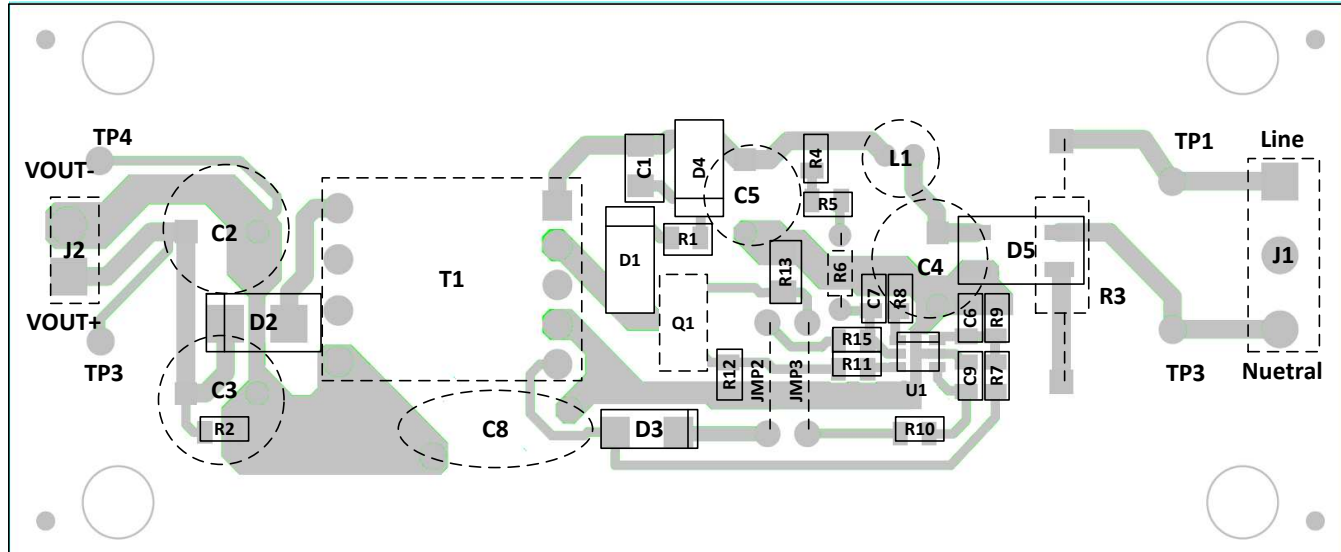 TP4
VOUT-
J2
VOUT+
TP3
C2
D2
C3
R2
T1
C8
C1
D4
C5
R4
L1
R5
R1
D1
R13
R6
C4
D5
R3
Q1
C7
R8
C6
R9
R15
R11
R12
JMP2
JMP3
U1
C9
R7
D3
R10
TP1
Line
J1
TP3
Nuetral